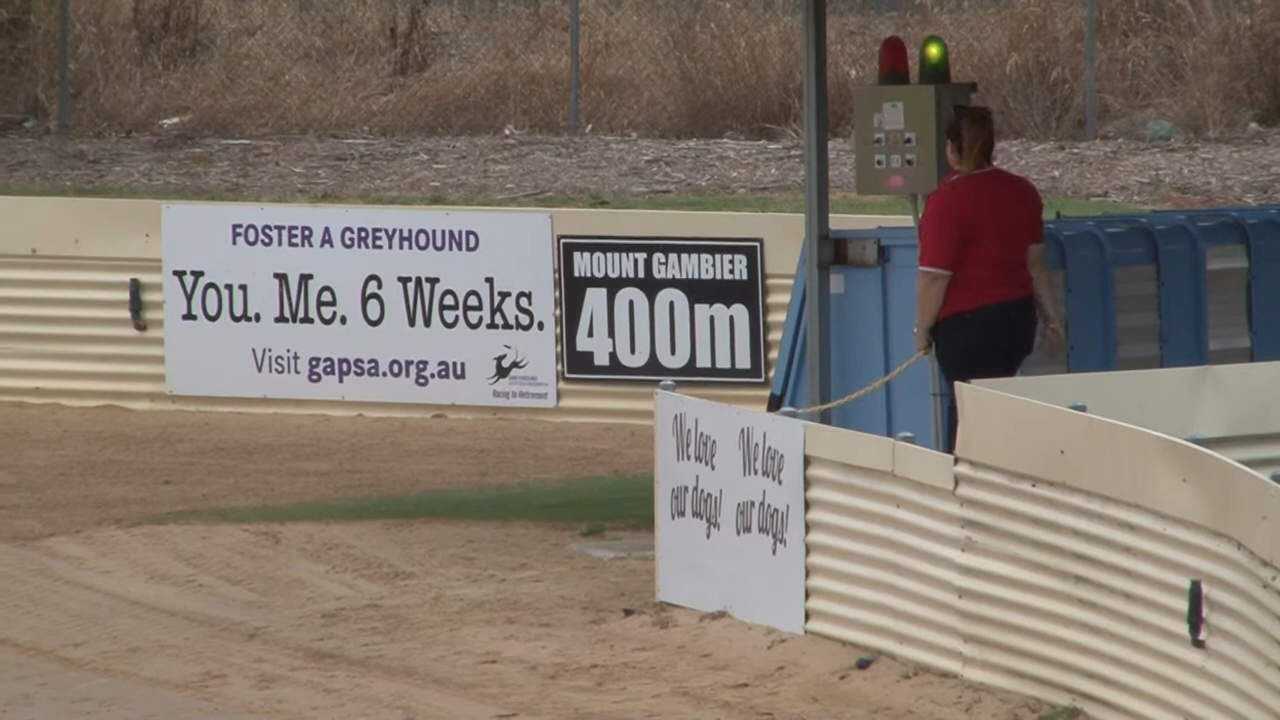 FOSTER A GREYHOUND
You. Me. 6 Weeks.
Visit gapsa.org.au
Racing to Retirement
MOUNT GAMBIER
400m
We love
our dogs!
We love
our dogs!